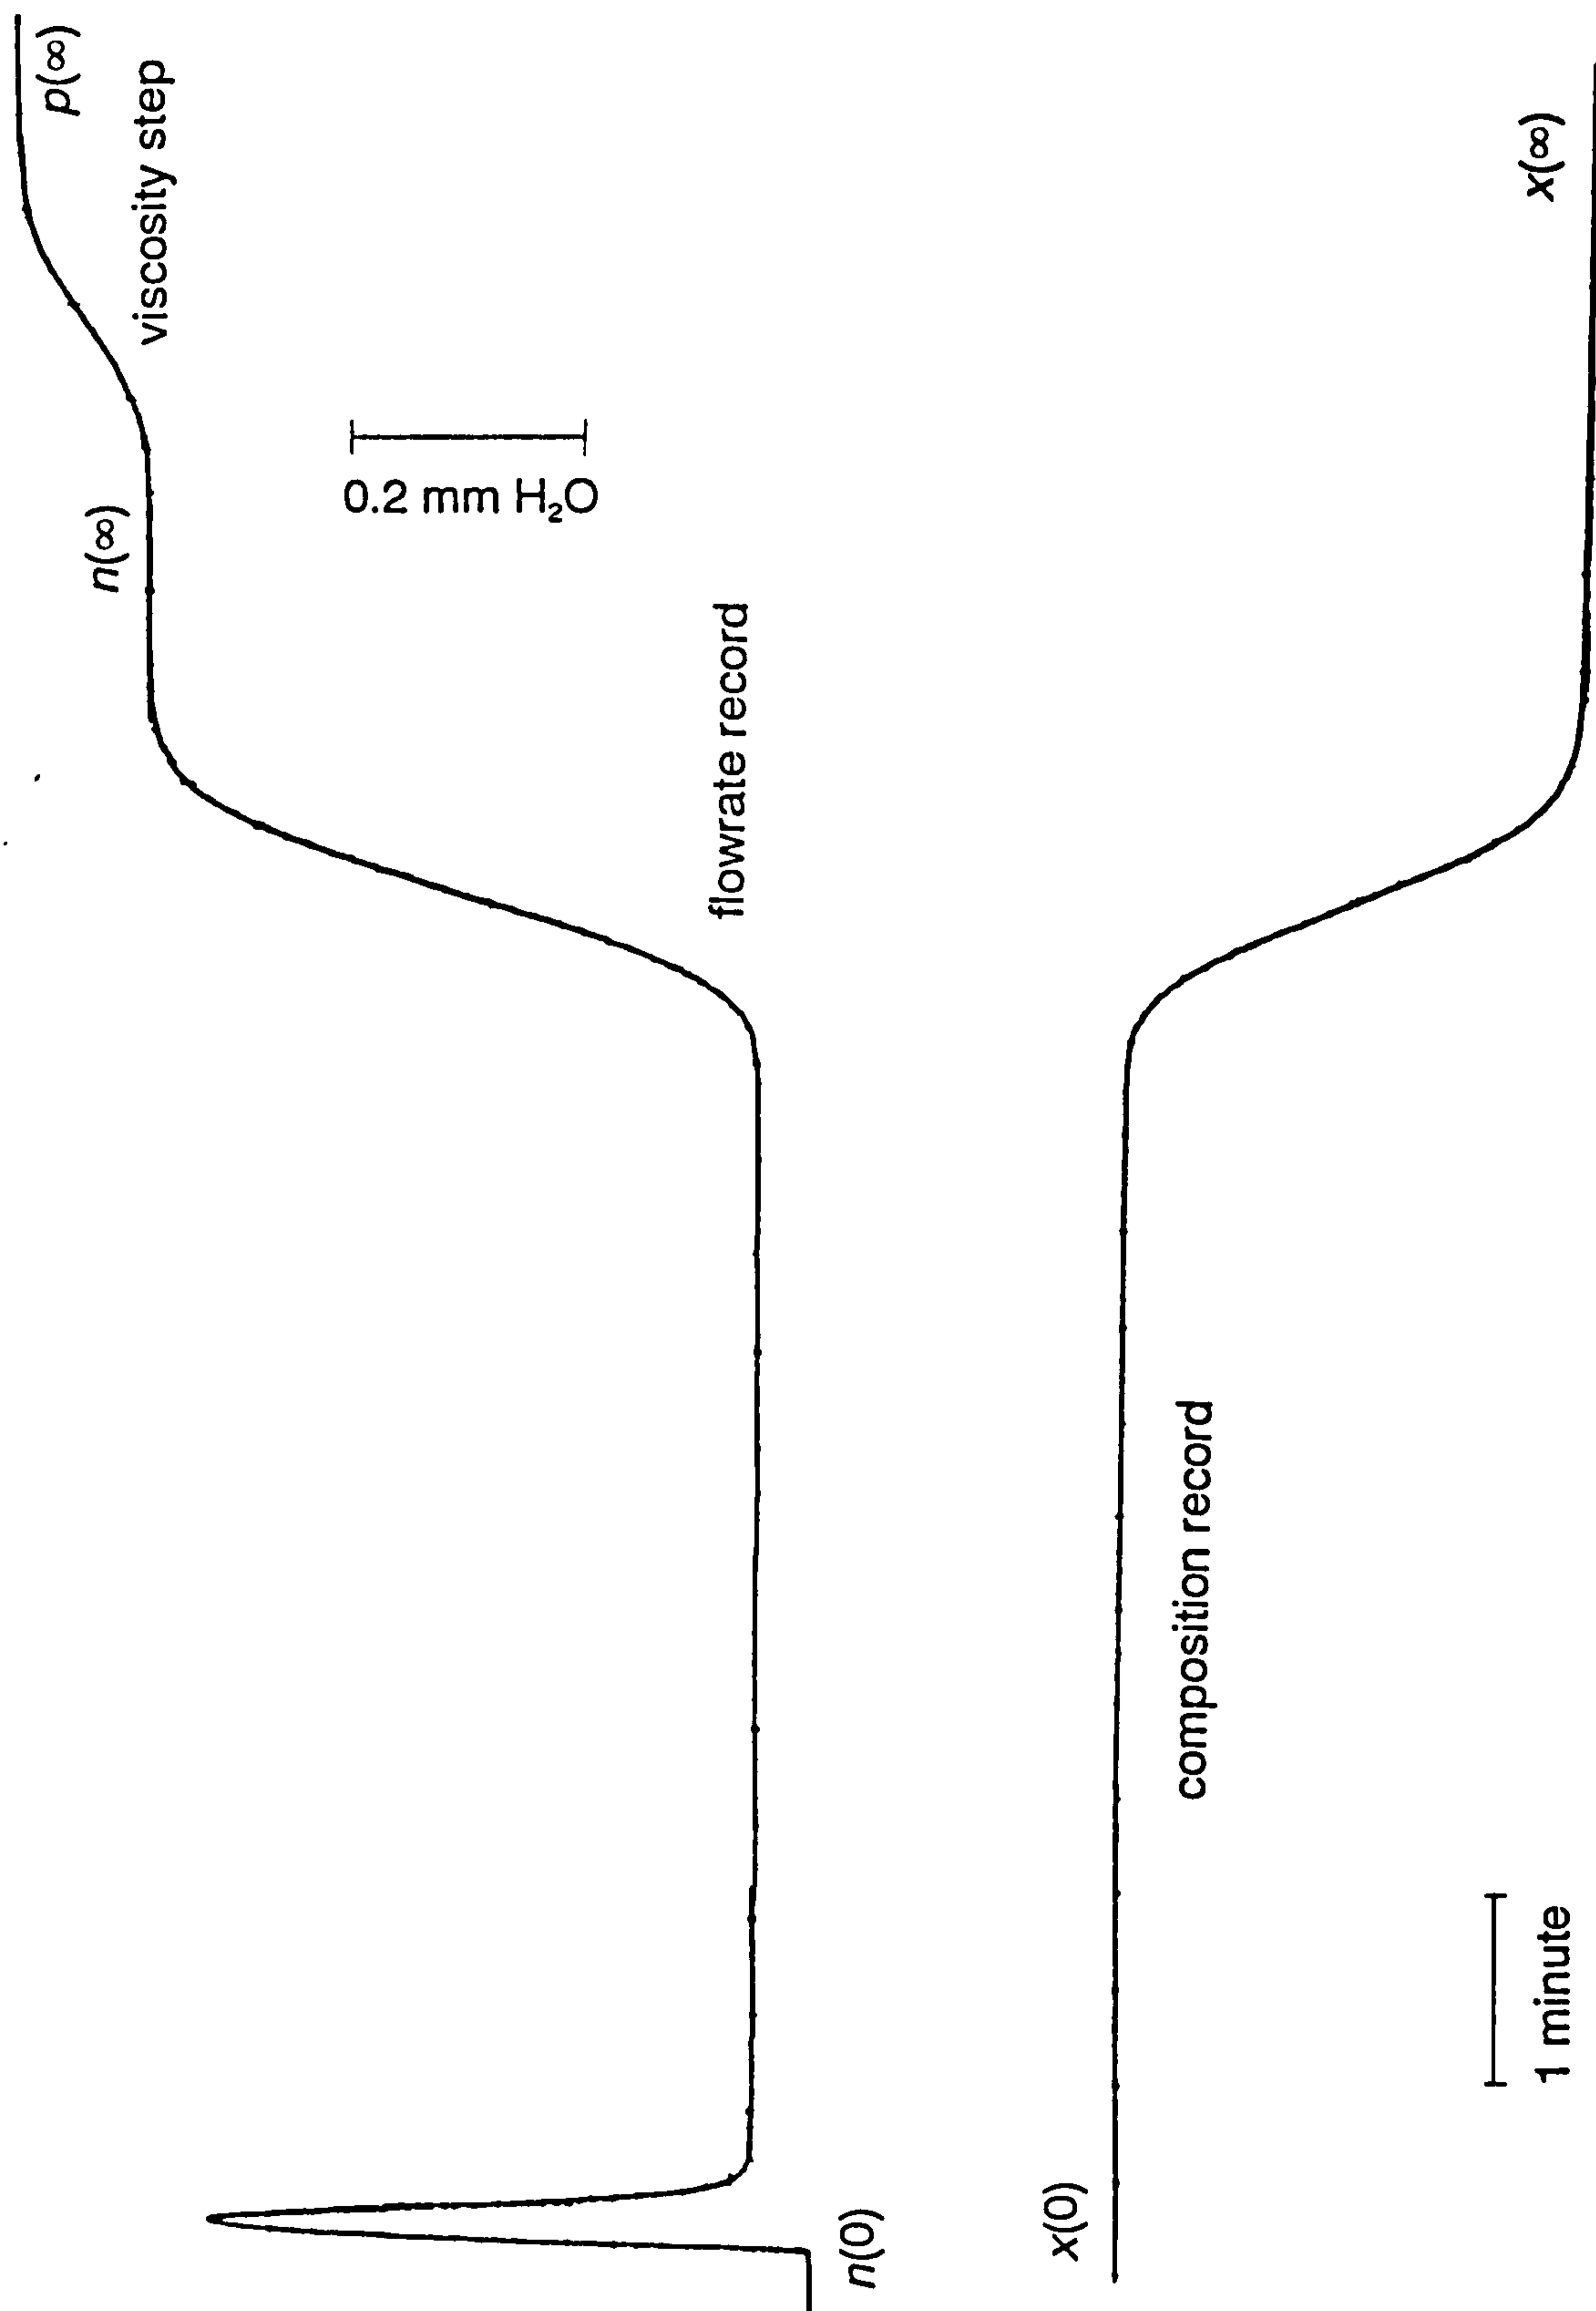 p(∞)
viscosity step
n(∞)
0.2 mm H₂O
flowrate record
n(0)
x(∞)
composition record
x(0)
1 minute